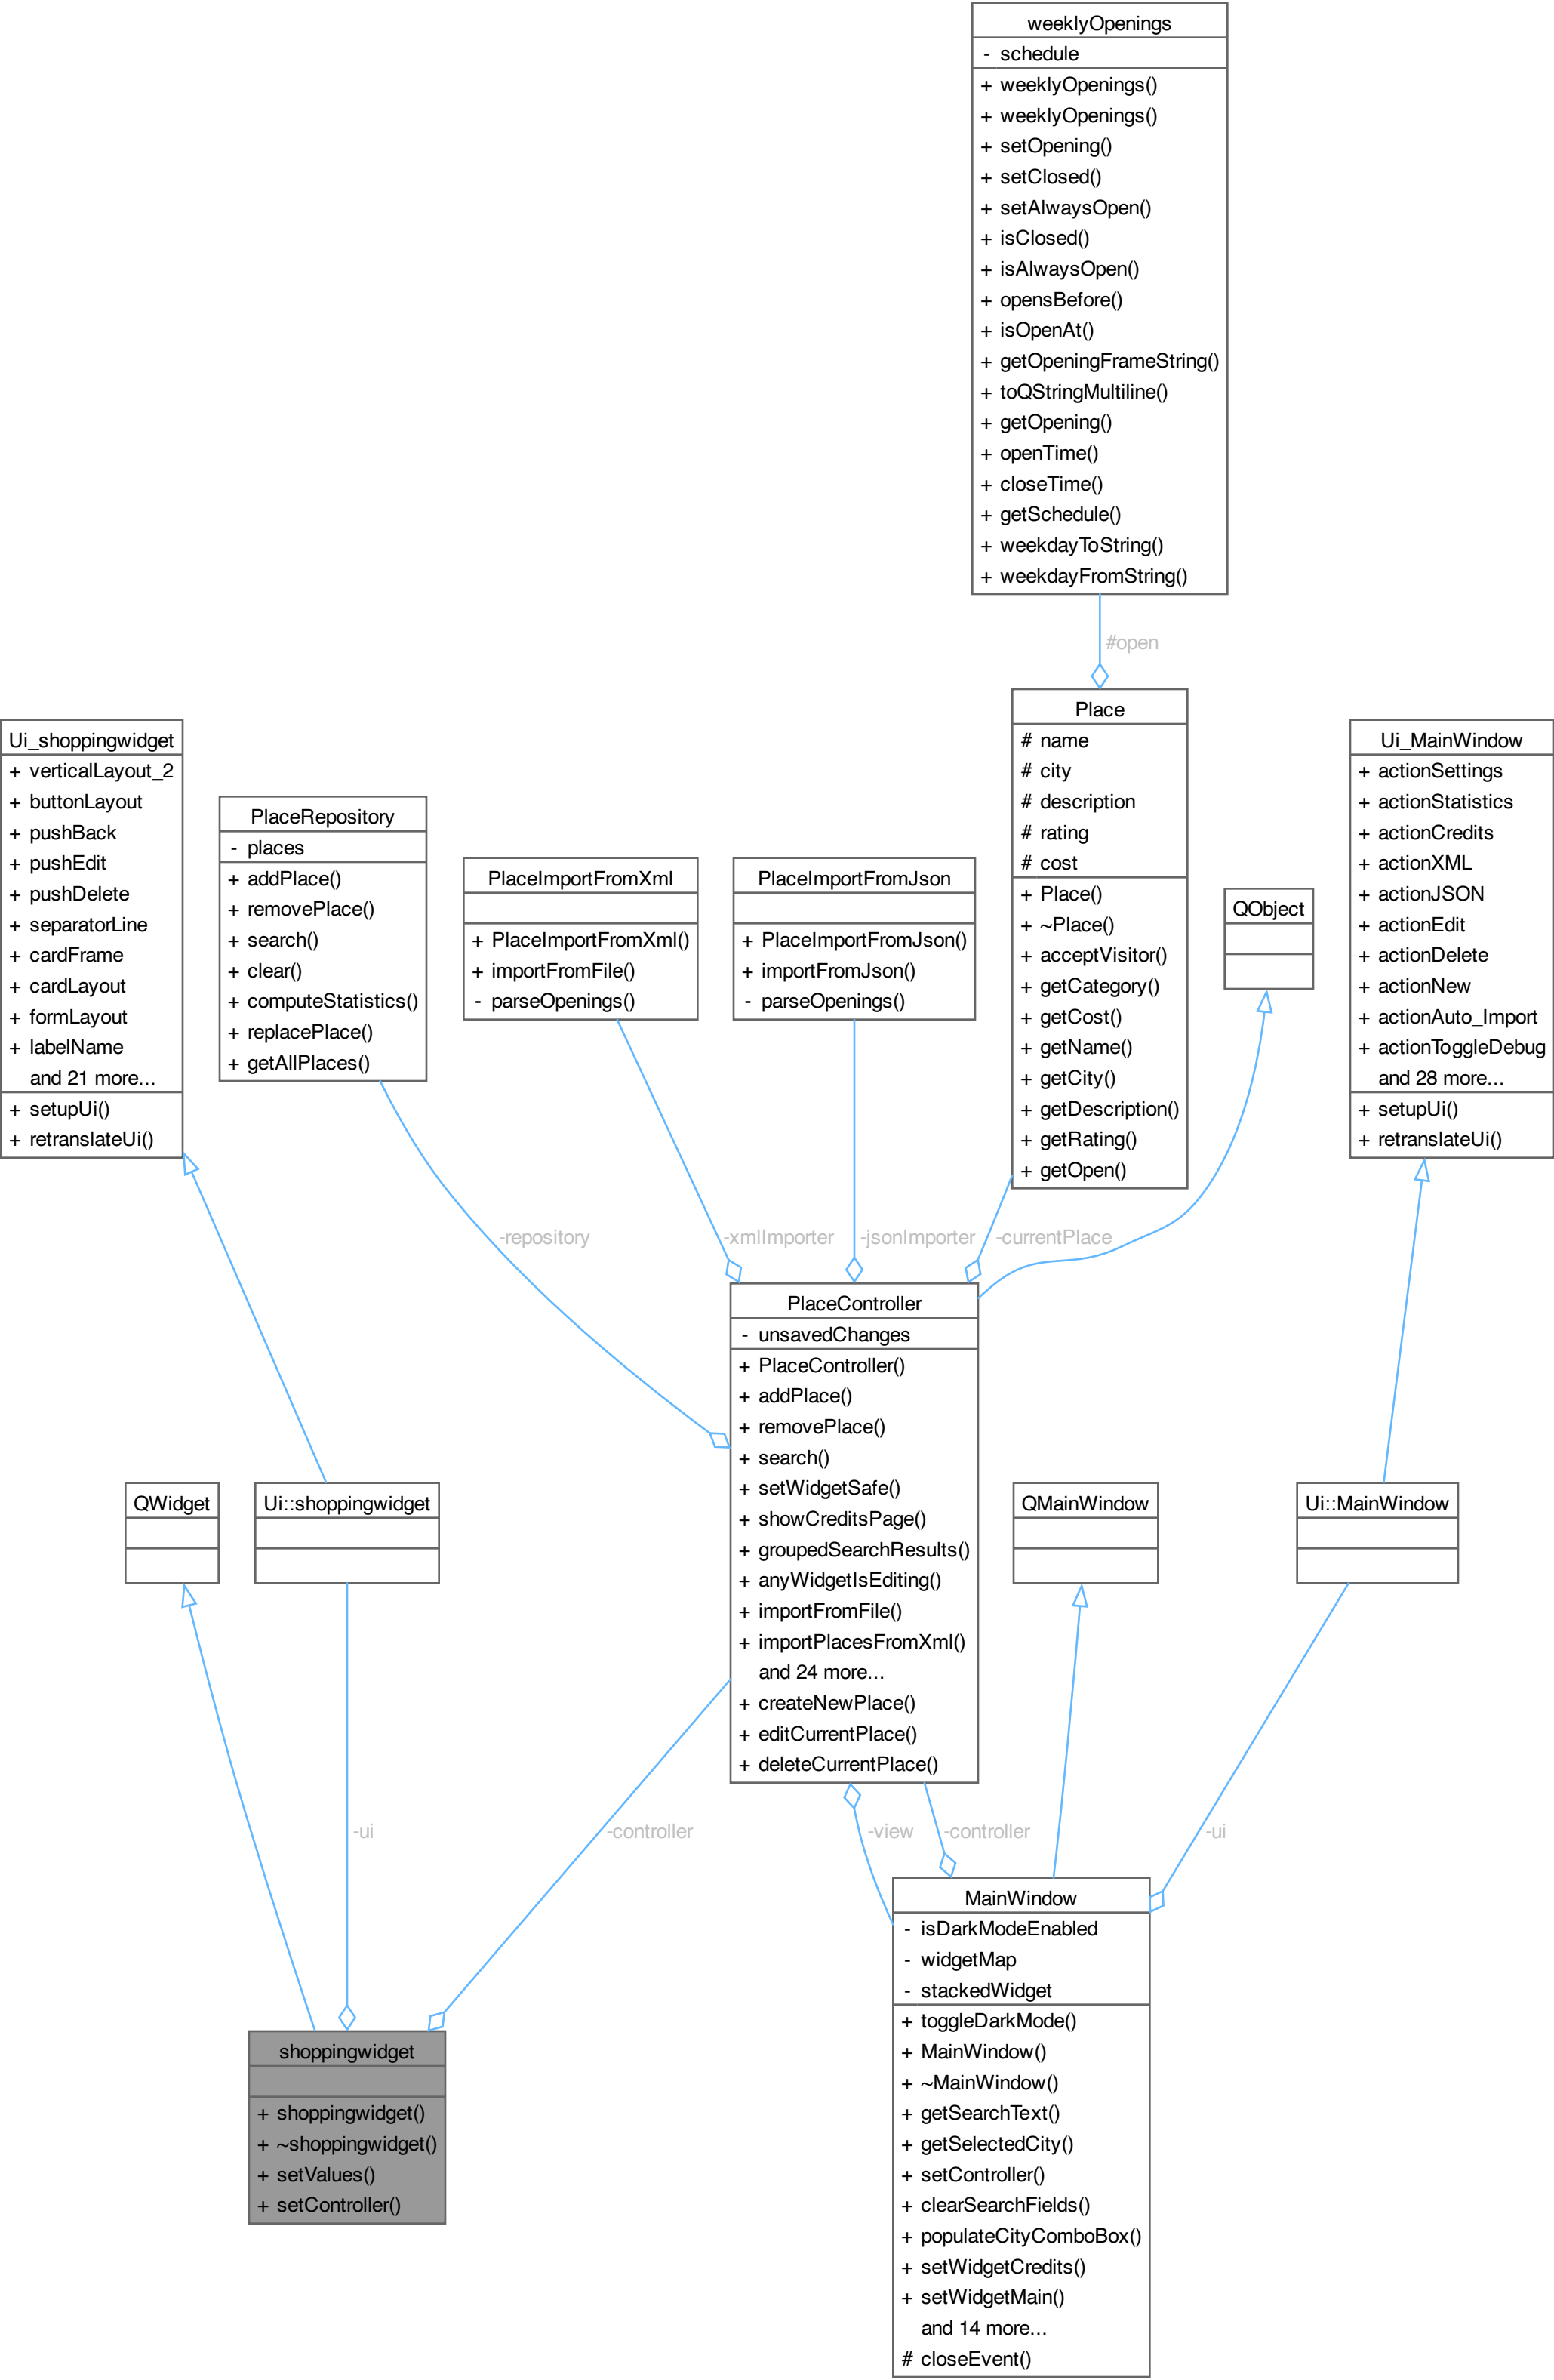 weeklyOpenings
- schedule
+ weeklyOpenings()
+ weeklyOpenings()
+ setOpening()
+ setClosed()
+ setAlwaysOpen()
+ isClosed()
+ isAlwaysOpen()
+ opensBefore()
+ isOpenAt()
+ getOpeningFrameString()
+ toQStringMultiline()
+ getOpening()
+ openTime()
+ closeTime()
+ getSchedule()
+ weekdayToString()
+ weekdayFromString()
#open
Ui_shoppingwidget
+ verticalLayout_2
+ buttonLayout
+ pushBack
+ pushEdit
+ pushDelete
+ separatorLine
+ cardFrame
+ cardLayout
+ formLayout
+ labelName
and 21 more...
+ setupUi()
+ retranslateUi()
PlaceRepository
- places
+ addPlace()
+ removePlace()
+ search()
+ clear()
+ computeStatistics()
+ replacePlace()
+ getAllPlaces()
PlaceImportFromXml
+ PlaceImportFromXml()
+ importFromFile()
- parseOpenings()
PlaceImportFromJson
+ PlaceImportFromJson()
+ importFromJson()
- parseOpenings()
Place
# name
# city
# description
# rating
# cost
+ Place()
+ ~Place()
+ acceptVisitor()
+ getCategory()
+ getCost()
+ getName()
+ getCity()
+ getDescription()
+ getRating()
+ getOpen()
QObject
Ui_MainWindow
+ actionSettings
+ actionStatistics
+ actionCredits
+ actionXML
+ actionJSON
+ actionEdit
+ actionDelete
+ actionNew
+ actionAuto_Import
+ actionToggleDebug
and 28 more...
+ setupUi()
+ retranslateUi()
-repository
-xmlImporter
-jsonImporter
-currentPlace
PlaceController
- unsavedChanges
+ PlaceController()
+ addPlace()
+ removePlace()
+ search()
+ setWidgetSafe()
+ showCreditsPage()
+ groupedSearchResults()
+ anyWidgetIsEditing()
+ importFromFile()
+ importPlacesFromXml()
and 24 more...
+ createNewPlace()
+ editCurrentPlace()
+ deleteCurrentPlace()
QWidget
Ui::shoppingwidget
QMainWindow
Ui::MainWindow
-ui
-controller
-view
-controller
-ui
shoppingwidget
+ shoppingwidget()
+ ~shoppingwidget()
+ setValues()
+ setController()
MainWindow
- isDarkModeEnabled
- widgetMap
- stackedWidget
+ toggleDarkMode()
+ MainWindow()
+ ~MainWindow()
+ getSearchText()
+ getSelectedCity()
+ setController()
+ clearSearchFields()
+ populateCityComboBox()
+ setWidgetCredits()
+ setWidgetMain()
and 14 more...
# closeEvent()